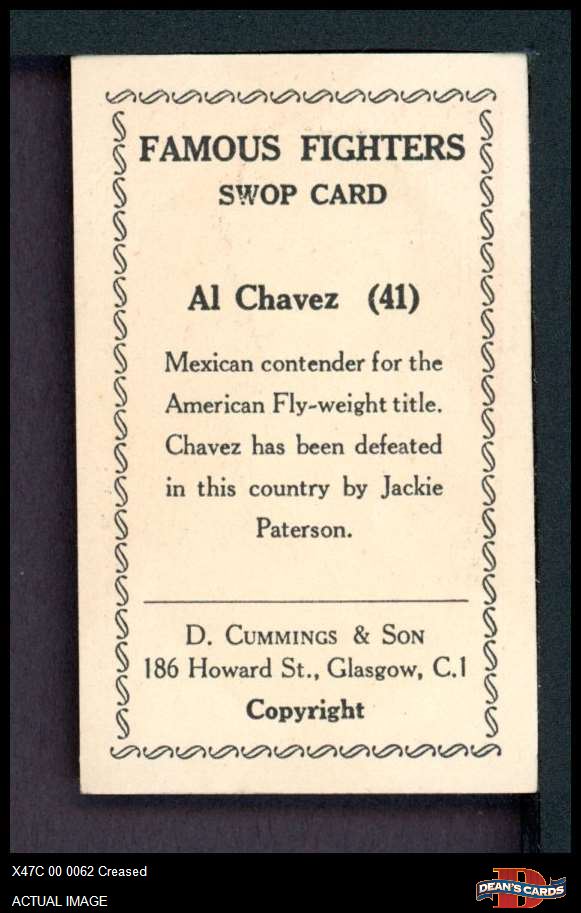 FAMOUS FIGHTERS
SWOP CARD
Al Chavez (41)
Mexican contender for the
American Fly-weight title.
Chavez has been defeated
in this country by Jackie
Paterson.
D. CUMMINGS & SON
186 Howard St., Glasgow, C.1
Copyright
X47C 00 0062 Creased
ACTUAL IMAGE
D
DEAN'S CARDS